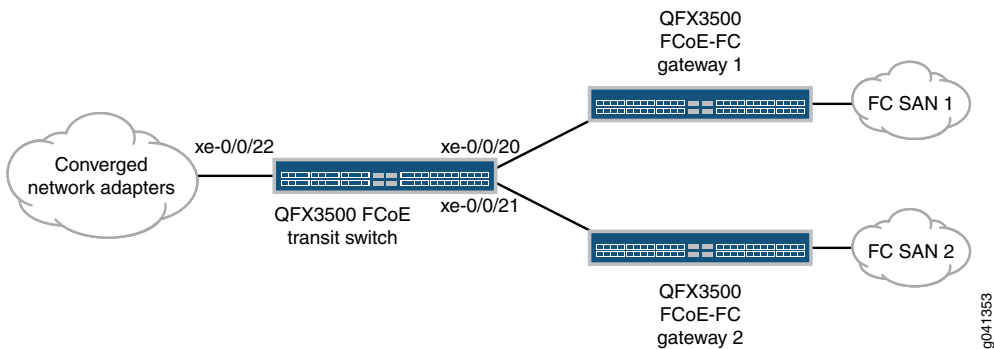 QFX3500
FCoE-FC
gateway 1
FC SAN 1
xe-0/0/22
xe-0/0/20
Converged
network adapters
xe-0/0/21
QFX3500 FCoE
transit switch
FC SAN 2
QFX3500
FCoE-FC
gateway 2
g041353